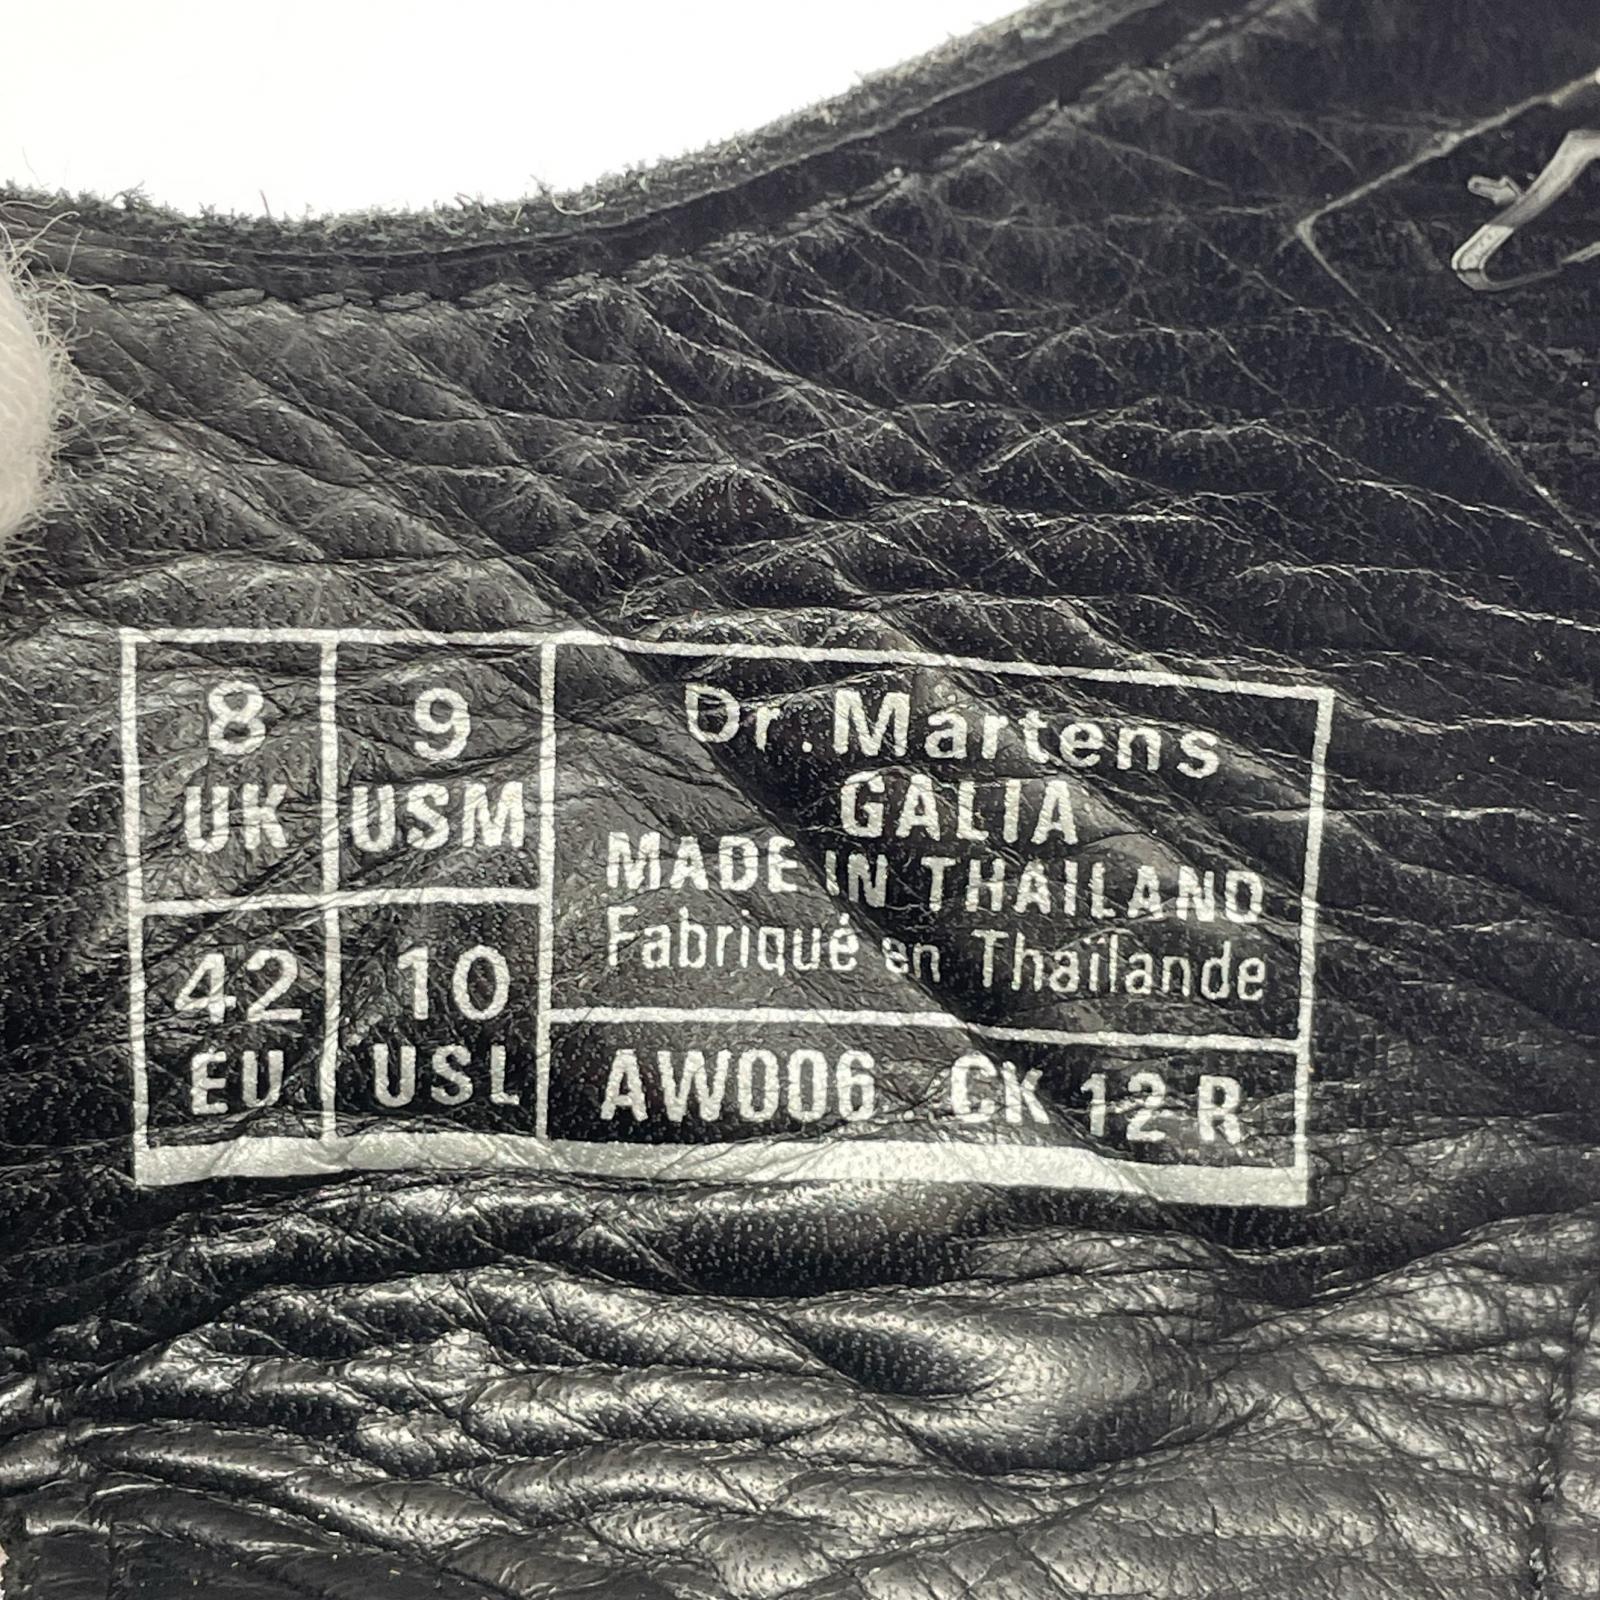 8
UK
9
USM
42
EU
10
USL
Dr. Martens
GALIA
MADE IN THAILAND
Fabriqué en Thaïlande
AW006 . CK 12 R